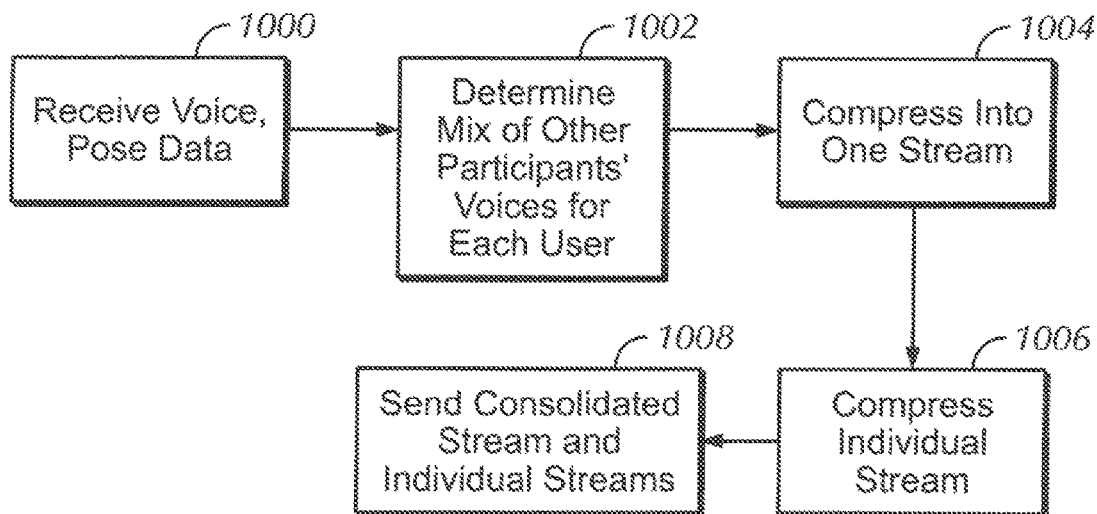 1000
Receive Voice,
Pose Data
1002
Determine
Mix of Other
Participants'
Voices for
Each User
1004
Compress Into
One Stream
1006
Compress
Individual
Stream
1008
Send Consolidated
Stream and
Individual Streams